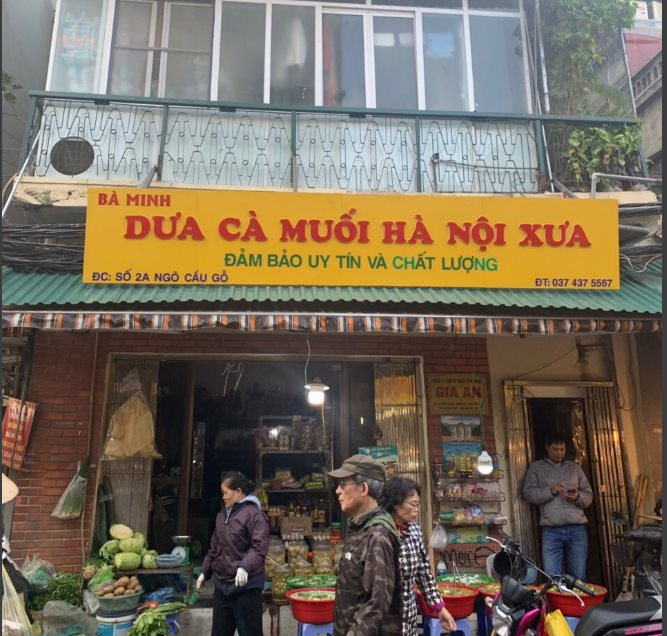 BÀ MINH
DƯA CÀ MUỐI HÀ NỘI XƯA
ĐẢM BẢO UY TÍN VÀ CHẤT LƯỢNG
ĐC: SỐ 2A NGÕ CẦU GỖ
ĐT: 037 437 5567
GIA AN